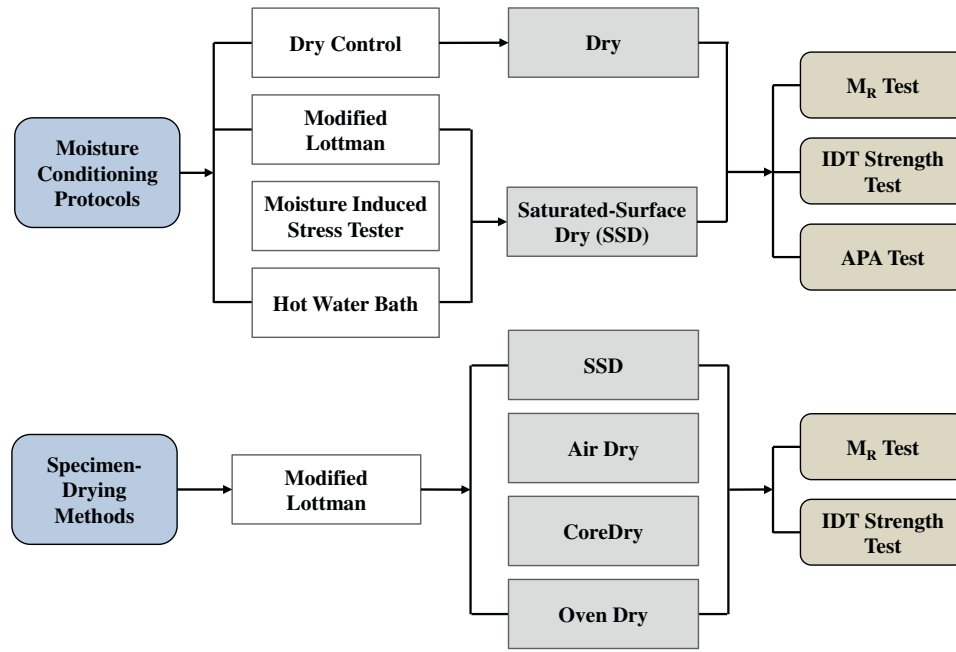 Moisture
Conditioning
Protocols
Dry Control
Modified
Lottman
Moisture Induced
Stress Tester
Hot Water Bath
Dry
Saturated-Surface
Dry (SSD)
M_R Test
IDT Strength
Test
APA Test
Specimen-
Drying
Methods
Modified
Lottman
SSD
Air Dry
CoreDry
Oven Dry
M_R Test
IDT Strength
Test